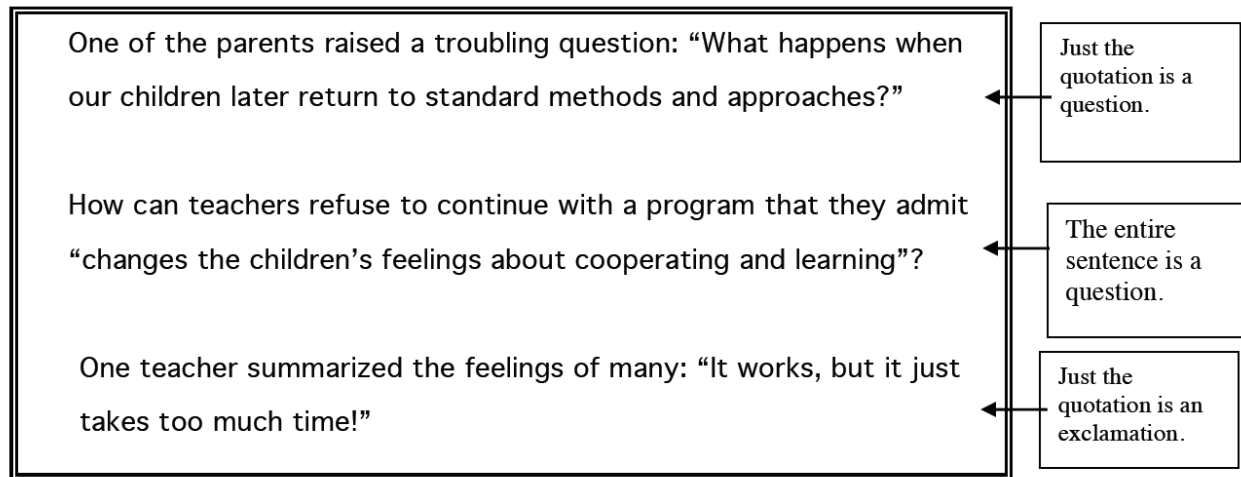 One of the parents raised a troubling question: “What happens when
our children later return to standard methods and approaches?”
Just the
quotation is a
question.
How can teachers refuse to continue with a program that they admit
“changes the children’s feelings about cooperating and learning”?
The entire
sentence is a
question.
One teacher summarized the feelings of many: “It works, but it just
takes too much time!”
Just the
quotation is an
exclamation.